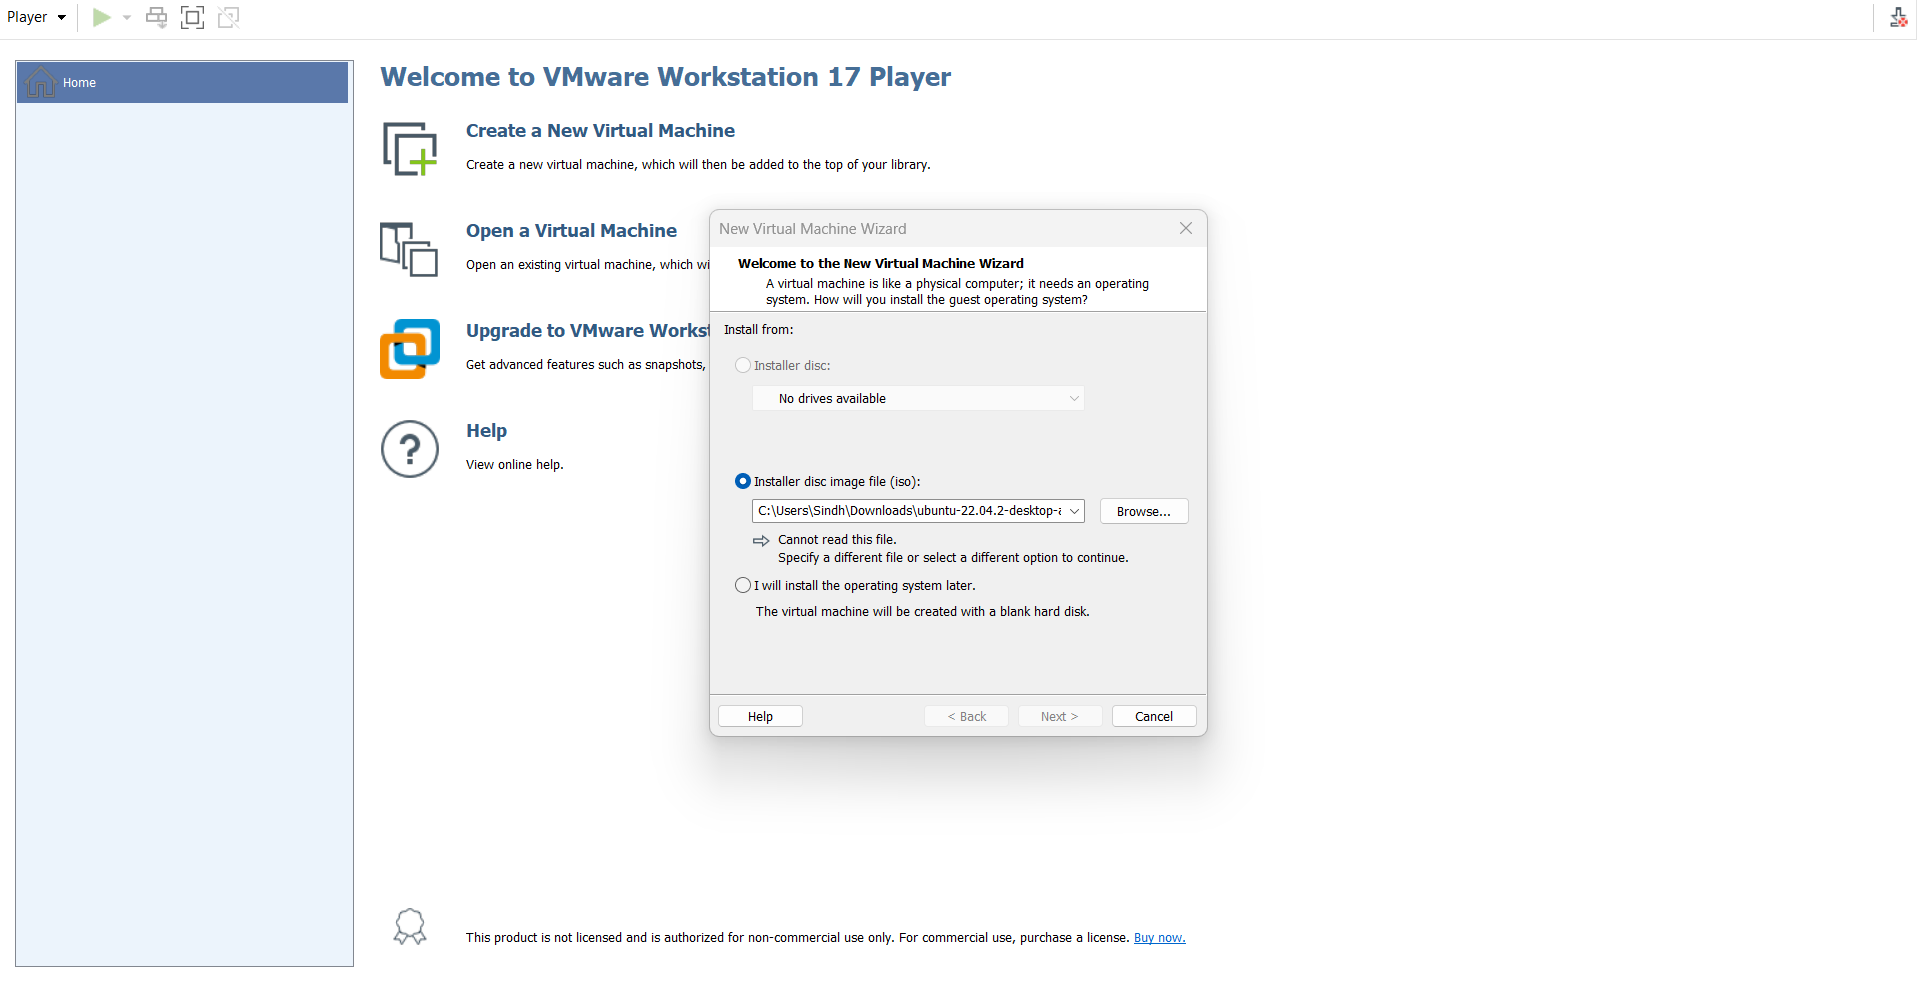 Player
Home
Welcome to VMware Workstation 17 Player
Create a New Virtual Machine
Create a new virtual machine, which will then be added to the top of your library.
Open a Virtual Machine
Open an existing virtual machine, which wi
Upgrade to VMware Workst
Get advanced features such as snapshots,
Help
View online help.
New Virtual Machine Wizard
Welcome to the New Virtual Machine Wizard
A virtual machine is like a physical computer; it needs an operating
system. How will you install the guest operating system?
Install from:
Installer disc:
No drives available
Installer disc image file (iso):
C:\Users\Sindh\Downloads\ubuntu-22.04.2-desktop-a
Browse...
Cannot read this file.
Specify a different file or select a different option to continue.
I will install the operating system later.
The virtual machine will be created with a blank hard disk.
Help
< Back
Next >
Cancel
This product is not licensed and is authorized for non-commercial use only. For commercial use, purchase a license. Buy now.